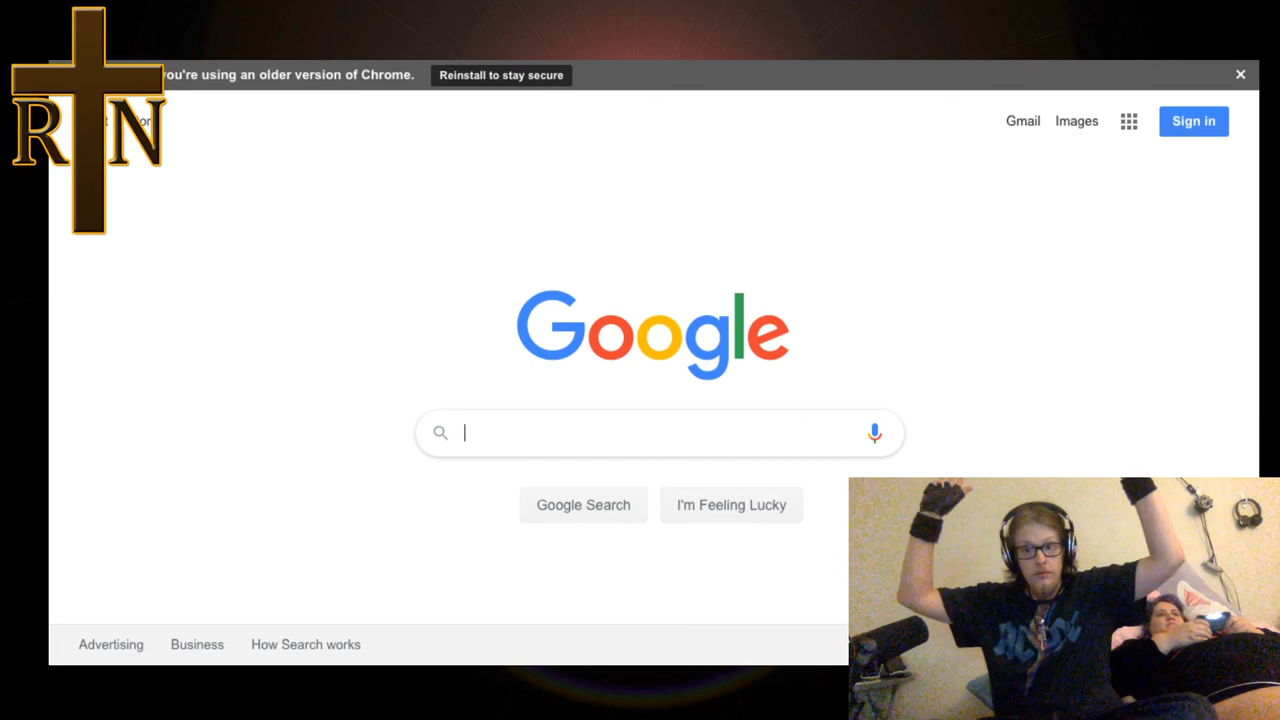 you're using an older version of Chrome. Reinstall to stay secure
R N
Gmail Images Sign in
Google
Google Search I'm Feeling Lucky
Advertising Business How Search works